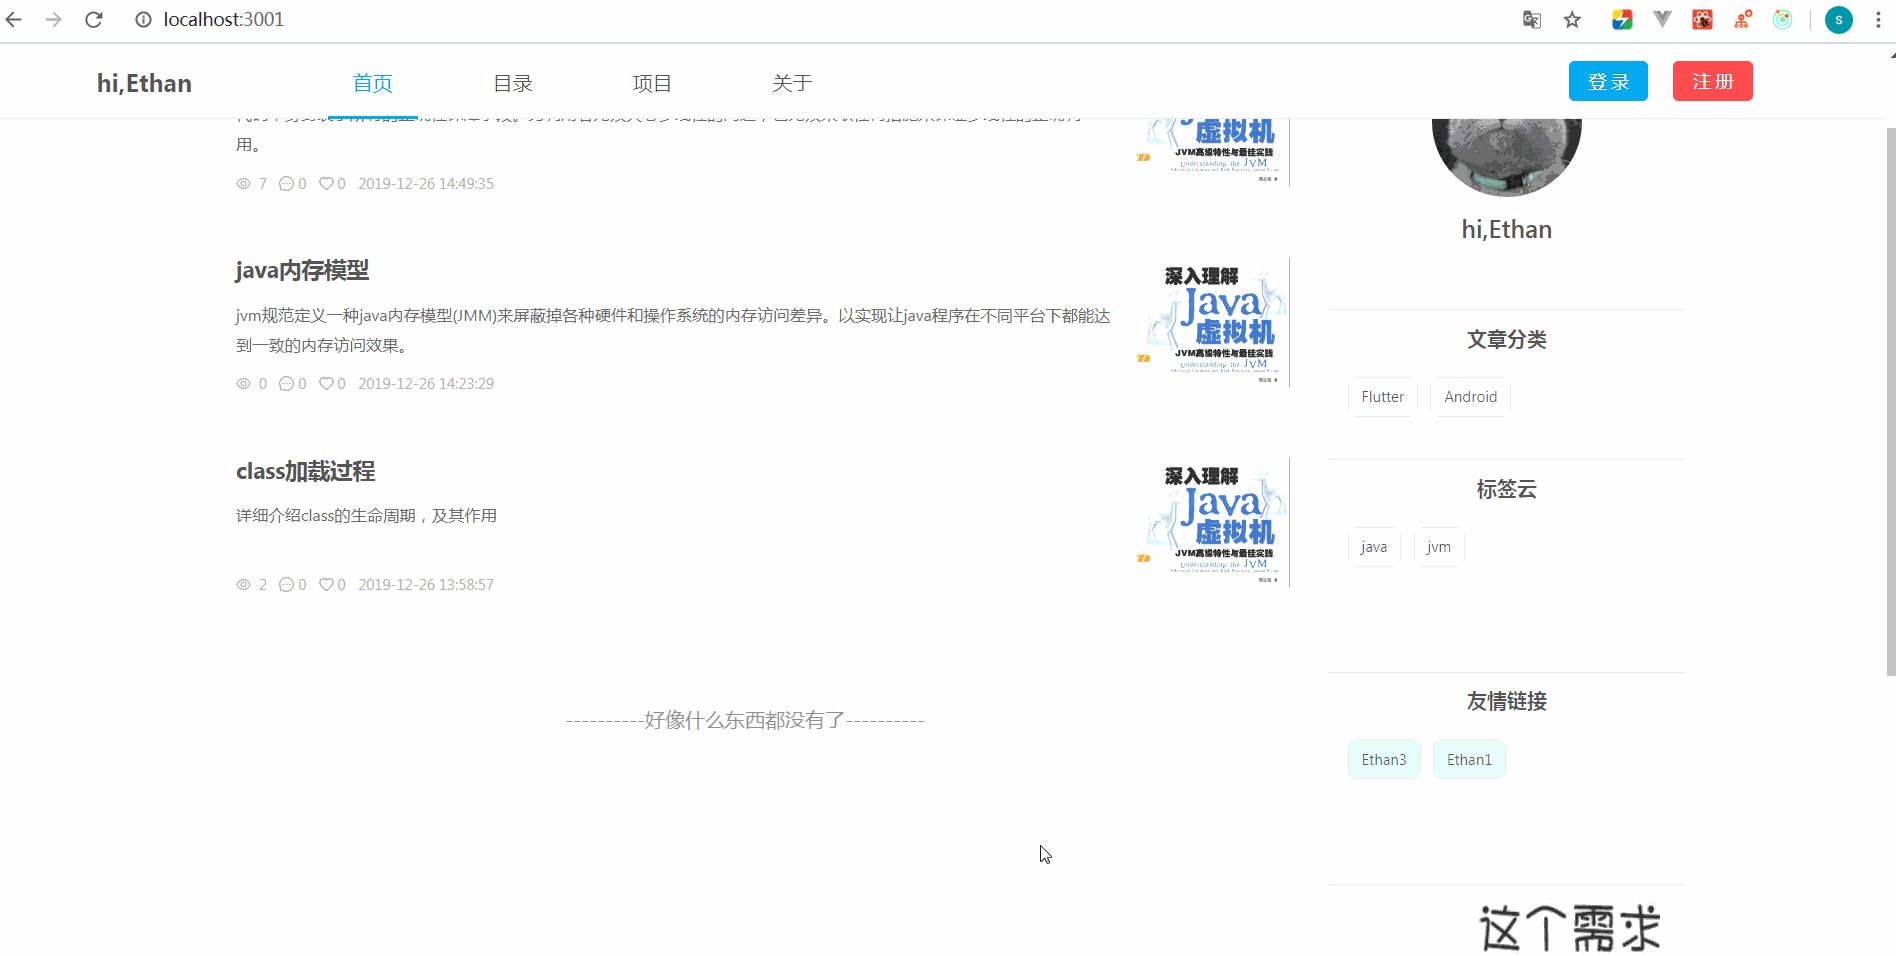 localhost:3001
S
hi,Ethan
首页
目录
项目
关于
登录
注册
用。
7 0 0 2019-12-26 14:49:35
虚拟机
JVM高级特性与最佳实践
Understanding the JVM
hi,Ethan
java内存模型
jvm规范定义一种java内存模型(JMM)来屏蔽掉各种硬件和操作系统的内存访问差异。以实现让java程序在不同平台下都能达
到一致的内存访问效果。
0 0 0 2019-12-26 14:23:29
深入理解
Java
虚拟机
JVM高级特性与最佳实践
Understanding the JVM
文章分类
Flutter
Android
class加载过程
详细介绍class的生命周期，及其作用
2 0 0 2019-12-26 13:58:57
深入理解
Java
虚拟机
JVM高级特性与最佳实践
Understanding the JVM
标签云
java
jvm
----------好像什么东西都没有了----------
友情链接
Ethan3
Ethan1
这个需求